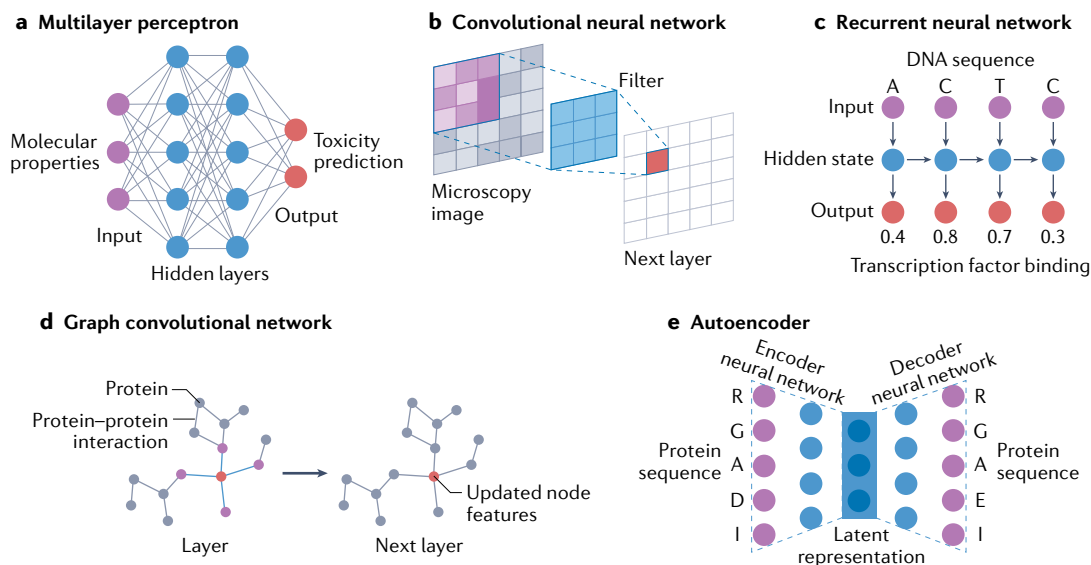 a Multilayer perceptron
Molecular
properties
Input
Hidden layers
Toxicity
prediction
Output
b Convolutional neural network
Filter
Microscopy
image
Next layer
c Recurrent neural network
DNA sequence
A C T C
Input
Hidden state
Output
0.4 0.8 0.7 0.3
Transcription factor binding
d Graph convolutional network
Protein
Protein–protein
interaction
Updated node
features
Layer
Next layer
e Autoencoder
Encoder
neural network
Decoder
neural network
R R
G G
Protein
sequence
A A
Protein
sequence
D E
I I
Latent
representation